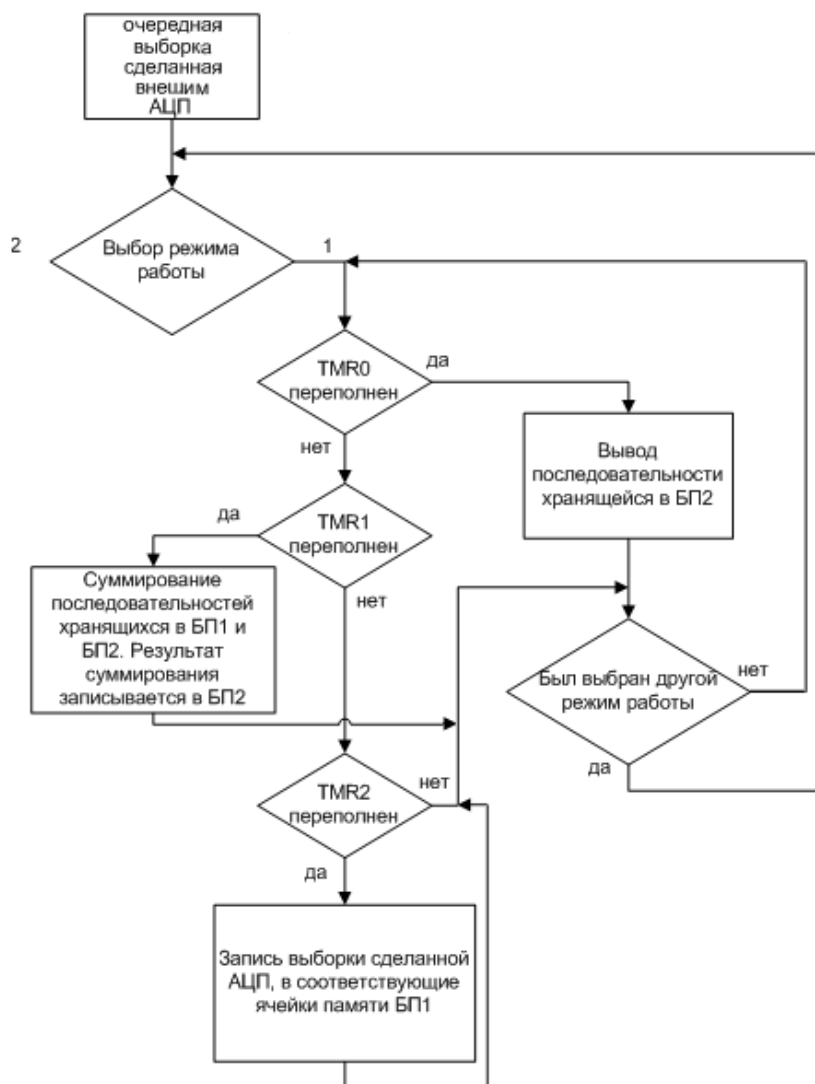 очередная
выборка
сделанная
внешим
АЦП
2
Выбор режима
работы
1
TMR0
переполнен
да
нет
Вывод
последовательности
хранящейся в БП2
да
TMR1
переполнен
нет
Суммирование
последовательностей
хранящихся в БП1 и
БП2. Результат
суммирования
записывается в БП2
Был выбран другой
режим работы
нет
да
TMR2
переполнен
нет
да
Запись выборки сделанной
АЦП, в соответствующие
ячейки памяти БП1